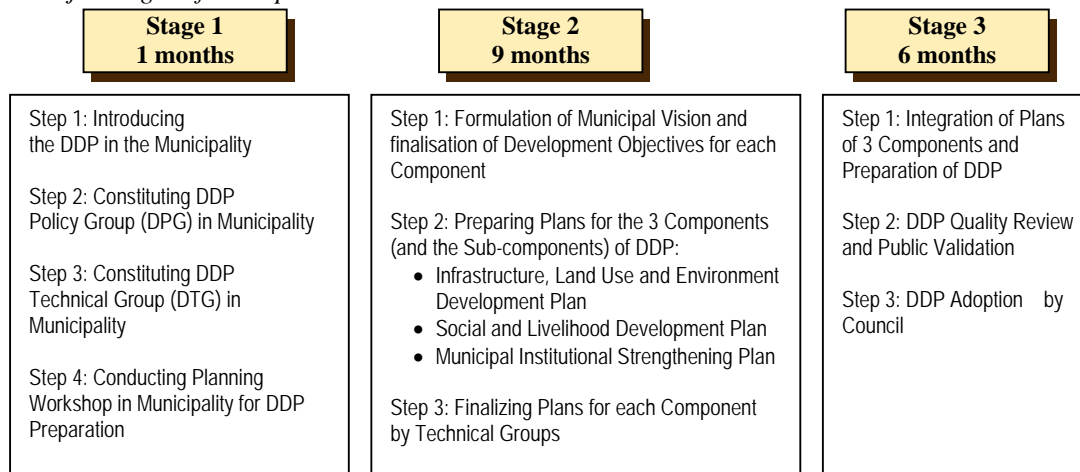 Stage 1
1 months
Step 1: Introducing
the DDP in the Municipality
Step 2: Constituting DDP
Policy Group (DPG) in Municipality
Step 3: Constituting DDP
Technical Group (DTG) in
Municipality
Step 4: Conducting Planning
Workshop in Municipality for DDP
Preparation
Stage 2
9 months
Step 1: Formulation of Municipal Vision and
finalisation of Development Objectives for each
Component
Step 2: Preparing Plans for the 3 Components
(and the Sub-components) of DDP:
• Infrastructure, Land Use and Environment
Development Plan
• Social and Livelihood Development Plan
• Municipal Institutional Strengthening Plan
Step 3: Finalizing Plans for each Component
by Technical Groups
Stage 3
6 months
Step 1: Integration of Plans
of 3 Components and
Preparation of DDP
Step 2: DDP Quality Review
and Public Validation
Step 3: DDP Adoption by
Council